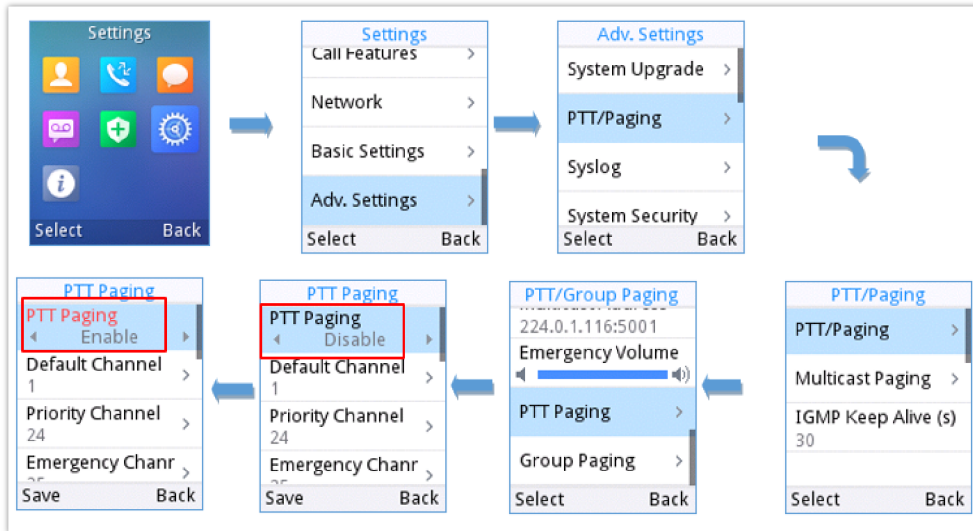 Settings
Select Back
Settings
Call Features
Network
Basic Settings
Adv. Settings
Select Back
Adv. Settings
System Upgrade
PTT/Paging
Syslog
System Security
Select Back
PTT Paging
PTT Paging
Enable
Default Channel
1
Priority Channel
24
Emergency Chanr
Save Back
PTT Paging
PTT Paging
Disable
Default Channel
1
Priority Channel
24
Emergency Chanr
Save Back
PTT/Group Paging
224.0.1.116:5001
Emergency Volume
PTT Paging
Group Paging
Select Back
PTT/Paging
PTT/Paging
Multicast Paging
IGMP Keep Alive (s)
30
Select Back